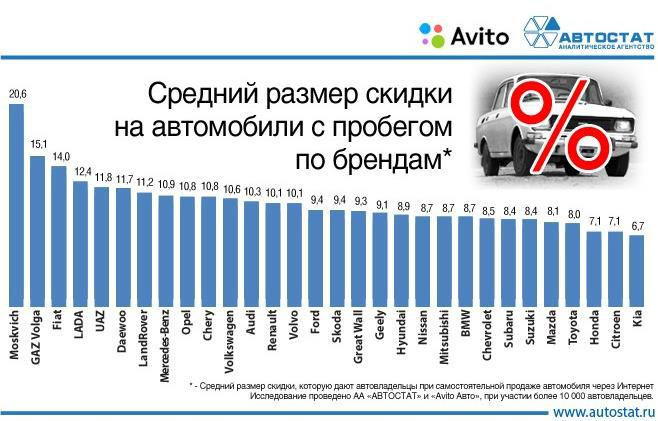 Avito АВТОСТАТ
АНАЛИТИЧЕСКОЕ АГЕНТСТВО
Средний размер скидки
на автомобили с пробегом
по брендам*
%
20,6 15,1 14,0 12,4 11,8 11,7 11,2 10,9 10,8 10,8 10,6 10,3 10,1 10,1 9,4 9,4 9,3 9,1 8,9 8,7 8,7 8,7 8,5 8,4 8,4 8,1 8,0 7,1 7,1 6,7
Moskvich
GAZ Volga
Fiat
LADA
UAZ
Daewoo
LandRover
Mercedes-Benz
Opel
Chery
Volkswagen
Audi
Renault
Volvo
Ford
Skoda
Great Wall
Geely
Hyundai
Nissan
Mitsubishi
BMW
Chevrolet
Subaru
Suzuki
Mazda
Toyota
Honda
Citroen
Kia
* - Средний размер скидки, которую дают автовладельцы при самостоятельной продаже автомобиля через Интернет
Исследование проведено АА «АВТОСТАТ» и «Avito Авто», при участии более 10 000 автовладельцев.
www.autostat.ru